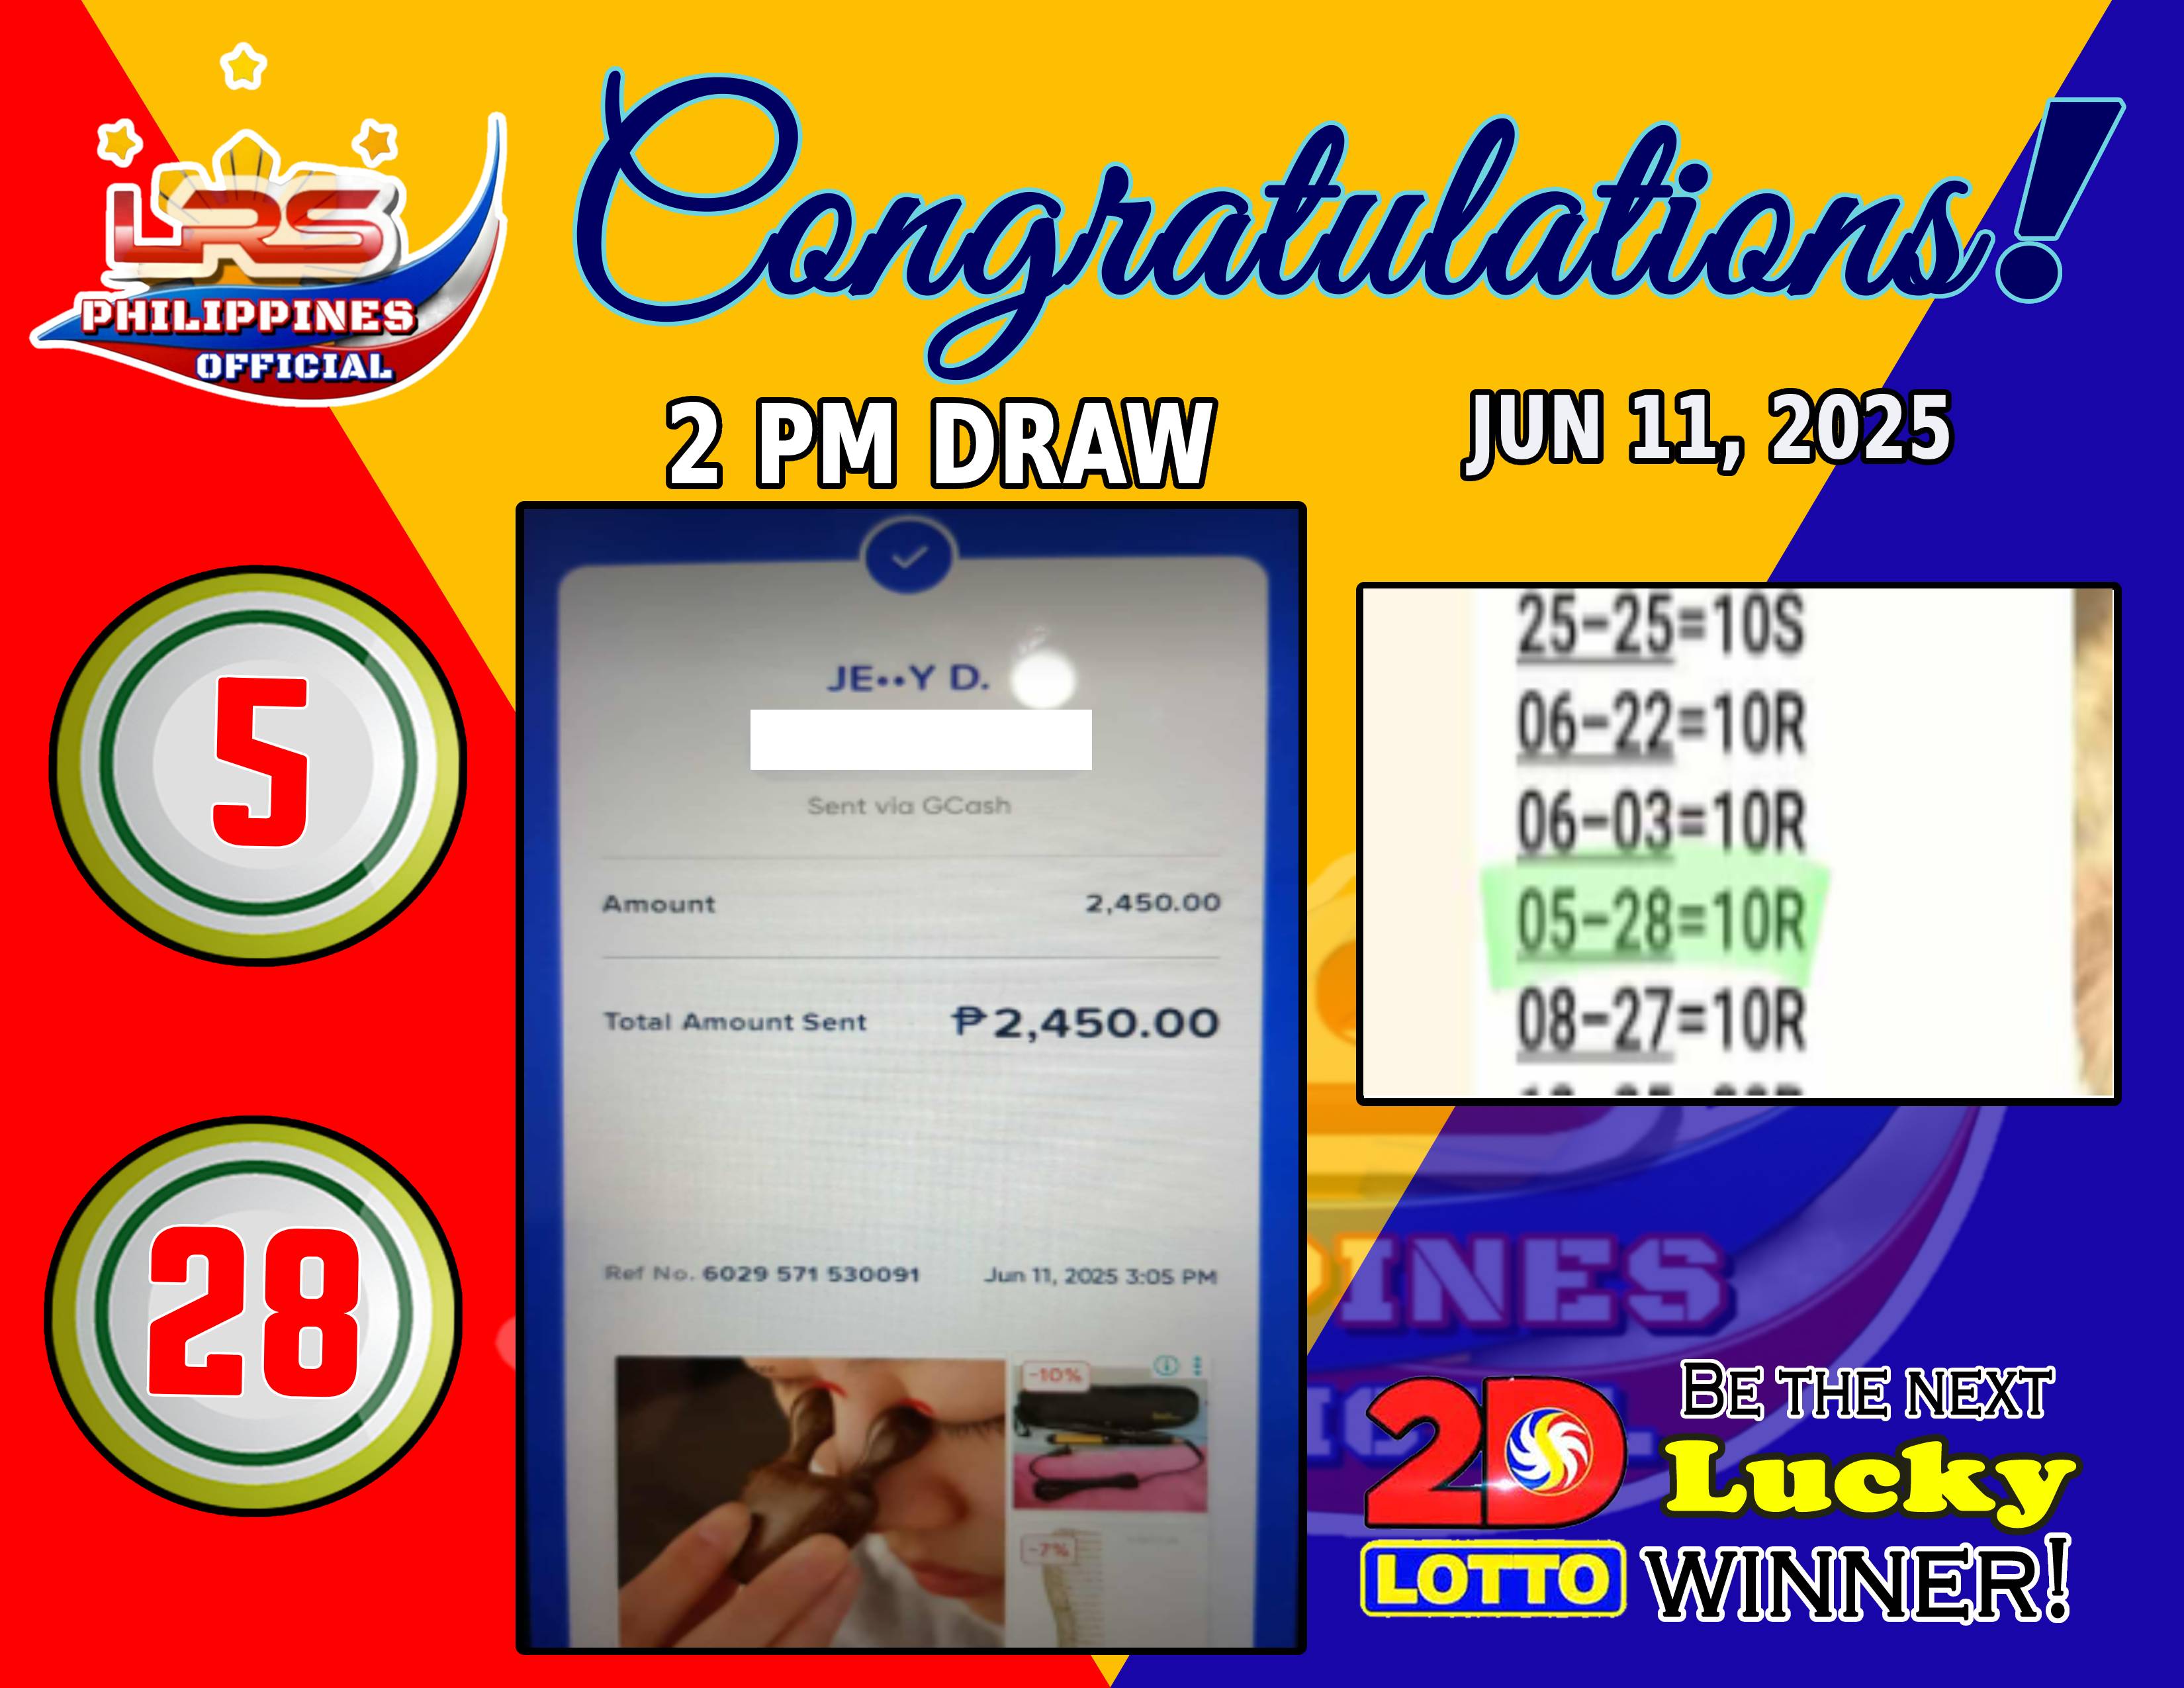 LRS
PHILIPPINES
OFFICIAL
Congratulations!
2 PM DRAW
JUN 11, 2025
5
28
JE••Y D.
Sent via GCash
Amount 2,450.00
Total Amount Sent ₱2,450.00
Ref No. 6029 571 530091 Jun 11, 2025 3:05 PM
-10%
-7%
25-25=10S
06-22=10R
06-03=10R
05-28=10R
08-27=10R
PINES
2D
LOTTO
BE THE NEXT
Lucky
WINNER!